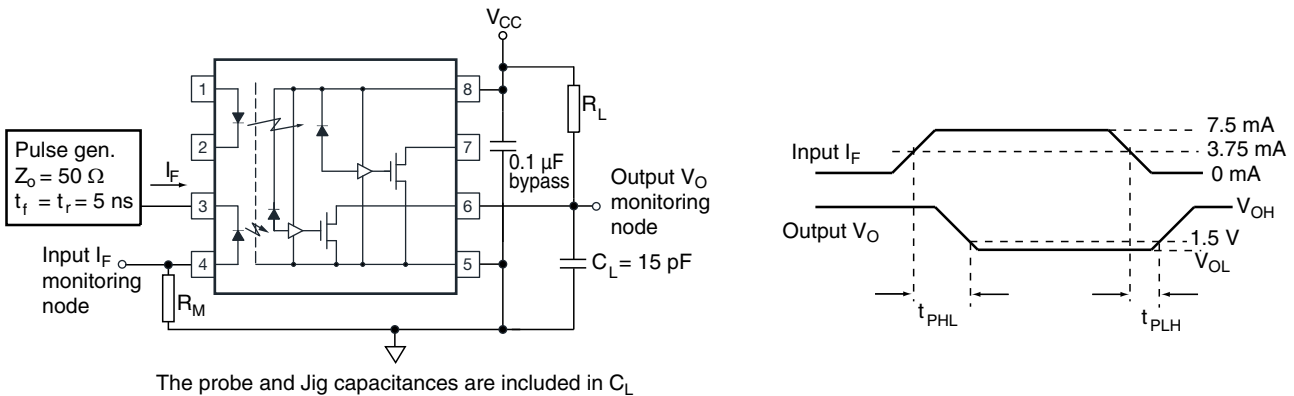 V_CC
1
8
R_L
2
7
Pulse gen.
Z_o = 50 Ω
t_f = t_r = 5 ns
I_F
0.1 μF
bypass
3
6
Output V_O
monitoring
node
Input I_F
monitoring
node
4
5
C_L = 15 pF
R_M
The probe and Jig capacitances are included in C_L
Input I_F
7.5 mA
3.75 mA
0 mA
Output V_O
V_OH
1.5 V
V_OL
t_PHL
t_PLH